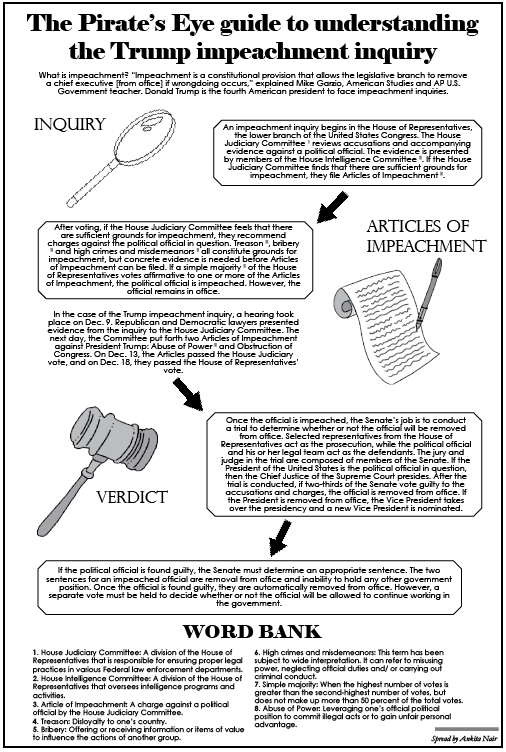 The Pirate's Eye guide to understanding
the Trump impeachment inquiry
What is impeachment? "Impeachment is a constitutional provision that allows the legislative branch to remove
a chief executive [from office] if wrongdoing occurs," explained Mike Garzio, American Studies and AP U.S.
Government teacher. Donald Trump is the fourth American president to face impeachment inquiries.
INQUIRY
An impeachment inquiry begins in the House of Representatives,
the lower branch of the United States Congress. The House
Judiciary Committee reviews accusations and accompanying
evidence against a political official. The evidence is presented
by members of the House Intelligence Committee. If the House
Judiciary Committee finds that there are sufficient grounds for
impeachment, they file Articles of Impeachment.
After voting, if the House Judiciary Committee feels that there
are sufficient grounds for impeachment, they recommend
charges against the political official in question. Treason, bribery
and high crimes and misdemeanors all constitute grounds for
impeachment, but concrete evidence is needed before Articles
of Impeachment can be filed. If a simple majority of the House
of Representatives votes affirmative to one or more of the Articles
of Impeachment, the political official is impeached. However, the
official remains in office.
ARTICLES OF
IMPEACHMENT
In the case of the Trump impeachment inquiry, a hearing took
place on Dec. 9. Republican and Democratic lawyers presented
evidence from the inquiry to the House Judiciary Committee. The
next day, the Committee put forth two Articles of Impeachment
against President Trump: Abuse of Power and Obstruction of
Congress. On Dec. 13, the Articles passed the House Judiciary
vote, and on Dec. 18, they passed the House of Representatives'
vote.
VERDICT
Once the official is impeached, the Senate's job is to conduct
a trial to determine whether or not the official will be removed
from office. Selected representatives from the House of
Representatives act as the prosecution, while the political official
and his or her legal team act as the defendants. The jury and
judge in the trial are composed of members of the Senate. If the
President of the United States is the political official in question,
then the Chief Justice of the Supreme Court presides. After the
trial is conducted, if two-thirds of the Senate vote guilty to the
accusations and charges, the official is removed from office. If
the President is removed from office, the Vice President takes
over the presidency and a new Vice President is nominated.
If the political official is found guilty, the Senate must determine an appropriate sentence. The two
sentences for an impeached official are removal from office and inability to hold any other government
position. Once the official is found guilty, they are automatically removed from office. However, a
separate vote must be held to decide whether or not the official will be allowed to continue working in
the government.
WORD BANK
1. House Judiciary Committee: A division of the House of
Representatives that is responsible for ensuring proper legal
practices in various Federal law enforcement departments.
2. House Intelligence Committee: A division of the House of
Representatives that oversees intelligence programs and
activities.
3. Article of Impeachment: A charge against a political
official by the House Judiciary Committee.
4. Treason: Disloyalty to one's country.
5. Bribery: Offering or receiving information or items of value
to influence the actions of another group.
6. High crimes and misdemeanors: This term has been
subject to wide interpretation. It can refer to misusing
power, neglecting official duties and/ or carrying out
criminal conduct.
7. Simple majority: When the highest number of votes is
greater than the second-highest number of votes, but
does not make up more than 50 percent of the total votes.
8. Abuse of Power: Leveraging one's official political
position to commit illegal acts or to gain unfair personal
advantage.
Spread by Ankita Nair